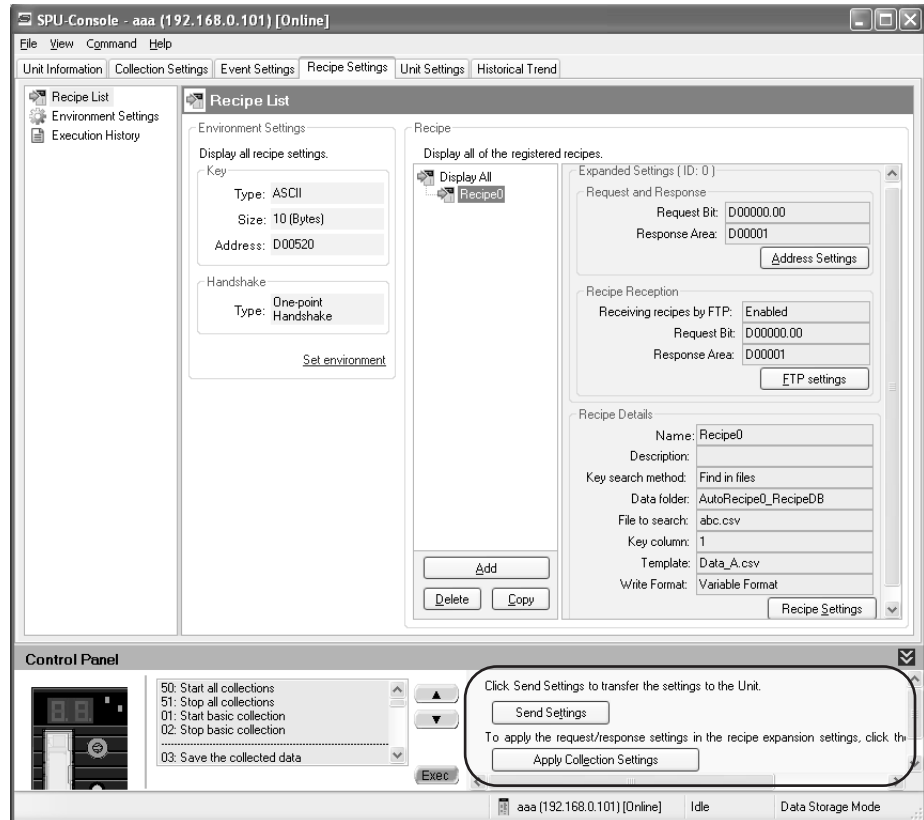 SPU-Console - aaa (192.168.0.101) [Online]
File View Command Help
Unit Information Collection Settings Event Settings Recipe Settings Unit Settings Historical Trend
Recipe List
Environment Settings
Execution History
Recipe List
Environment Settings
Display all recipe settings.
Key
Type: ASCII
Size: 10 (Bytes)
Address: D00520
Handshake
Type: One-point
Handshake
Set environment
Recipe
Display all of the registered recipes.
Display All
Recipe0
Add
Delete Copy
Expanded Settings ( ID: 0 )
Request and Response
Request Bit: D00000.00
Response Area: D00001
Address Settings
Recipe Reception
Receiving recipes by FTP: Enabled
Request Bit: D00000.00
Response Area: D00001
FTP settings
Recipe Details
Name: Recipe0
Description:
Key search method: Find in files
Data folder: AutoRecipe0_RecipeDB
File to search: abc.csv
Key column: 1
Template: Data_A.csv
Write Format: Variable Format
Recipe Settings
Control Panel
50: Start all collections
51: Stop all collections
01: Start basic collection
02: Stop basic collection
03: Save the collected data
Exec
Click Send Settings to transfer the settings to the Unit.
Send Settings
To apply the request/response settings in the recipe expansion settings, click
Apply Collection Settings
aaa (192.168.0.101) [Online] Idle Data Storage Mode